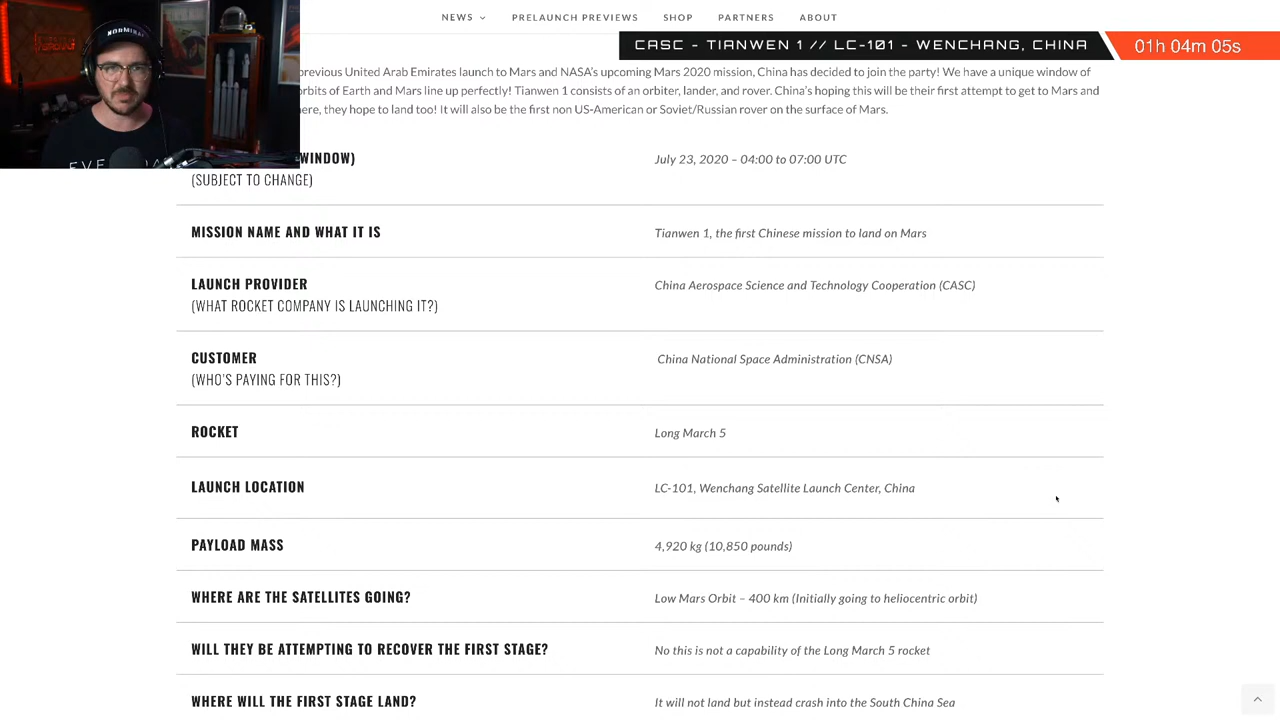 NEWS PRELAUNCH PREVIEWS SHOP PARTNERS ABOUT
CASC - TIANWEN 1 // LC-101 - WENCHANG, CHINA 01h 04m 05s
previous United Arab Emirates launch to Mars and NASA's upcoming Mars 2020 mission, China has decided to join the party! We have a unique window of
orbits of Earth and Mars line up perfectly! Tianwen 1 consists of an orbiter, lander, and rover. China's hoping this will be their first attempt to get to Mars and
here, they hope to land too! It will also be the first non US-American or Soviet/Russian rover on the surface of Mars.
WINDOW) July 23, 2020 – 04:00 to 07:00 UTC
(SUBJECT TO CHANGE)
MISSION NAME AND WHAT IT IS Tianwen 1, the first Chinese mission to land on Mars
LAUNCH PROVIDER China Aerospace Science and Technology Cooperation (CASC)
(WHAT ROCKET COMPANY IS LAUNCHING IT?)
CUSTOMER China National Space Administration (CNSA)
(WHO'S PAYING FOR THIS?)
ROCKET Long March 5
LAUNCH LOCATION LC-101, Wenchang Satellite Launch Center, China
PAYLOAD MASS 4,920 kg (10,850 pounds)
WHERE ARE THE SATELLITES GOING? Low Mars Orbit – 400 km (Initially going to heliocentric orbit)
WILL THEY BE ATTEMPTING TO RECOVER THE FIRST STAGE? No this is not a capability of the Long March 5 rocket
WHERE WILL THE FIRST STAGE LAND? It will not land but instead crash into the South China Sea